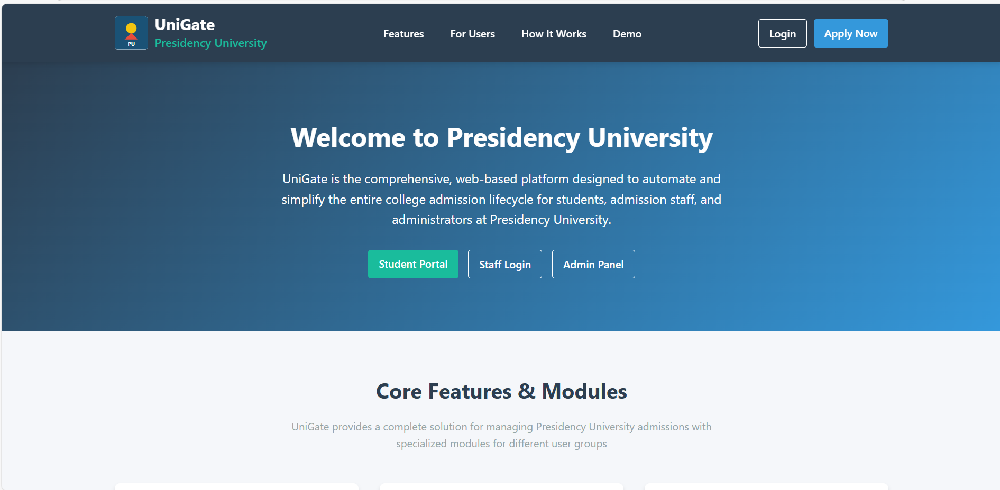 PU
UniGate
Presidency University
Features
For Users
How It Works
Demo
Login
Apply Now
Welcome to Presidency University
UniGate is the comprehensive, web-based platform designed to automate and
simplify the entire college admission lifecycle for students, admission staff, and
administrators at Presidency University.
Student Portal
Staff Login
Admin Panel
Core Features & Modules
UniGate provides a complete solution for managing Presidency University admissions with
specialized modules for different user groups